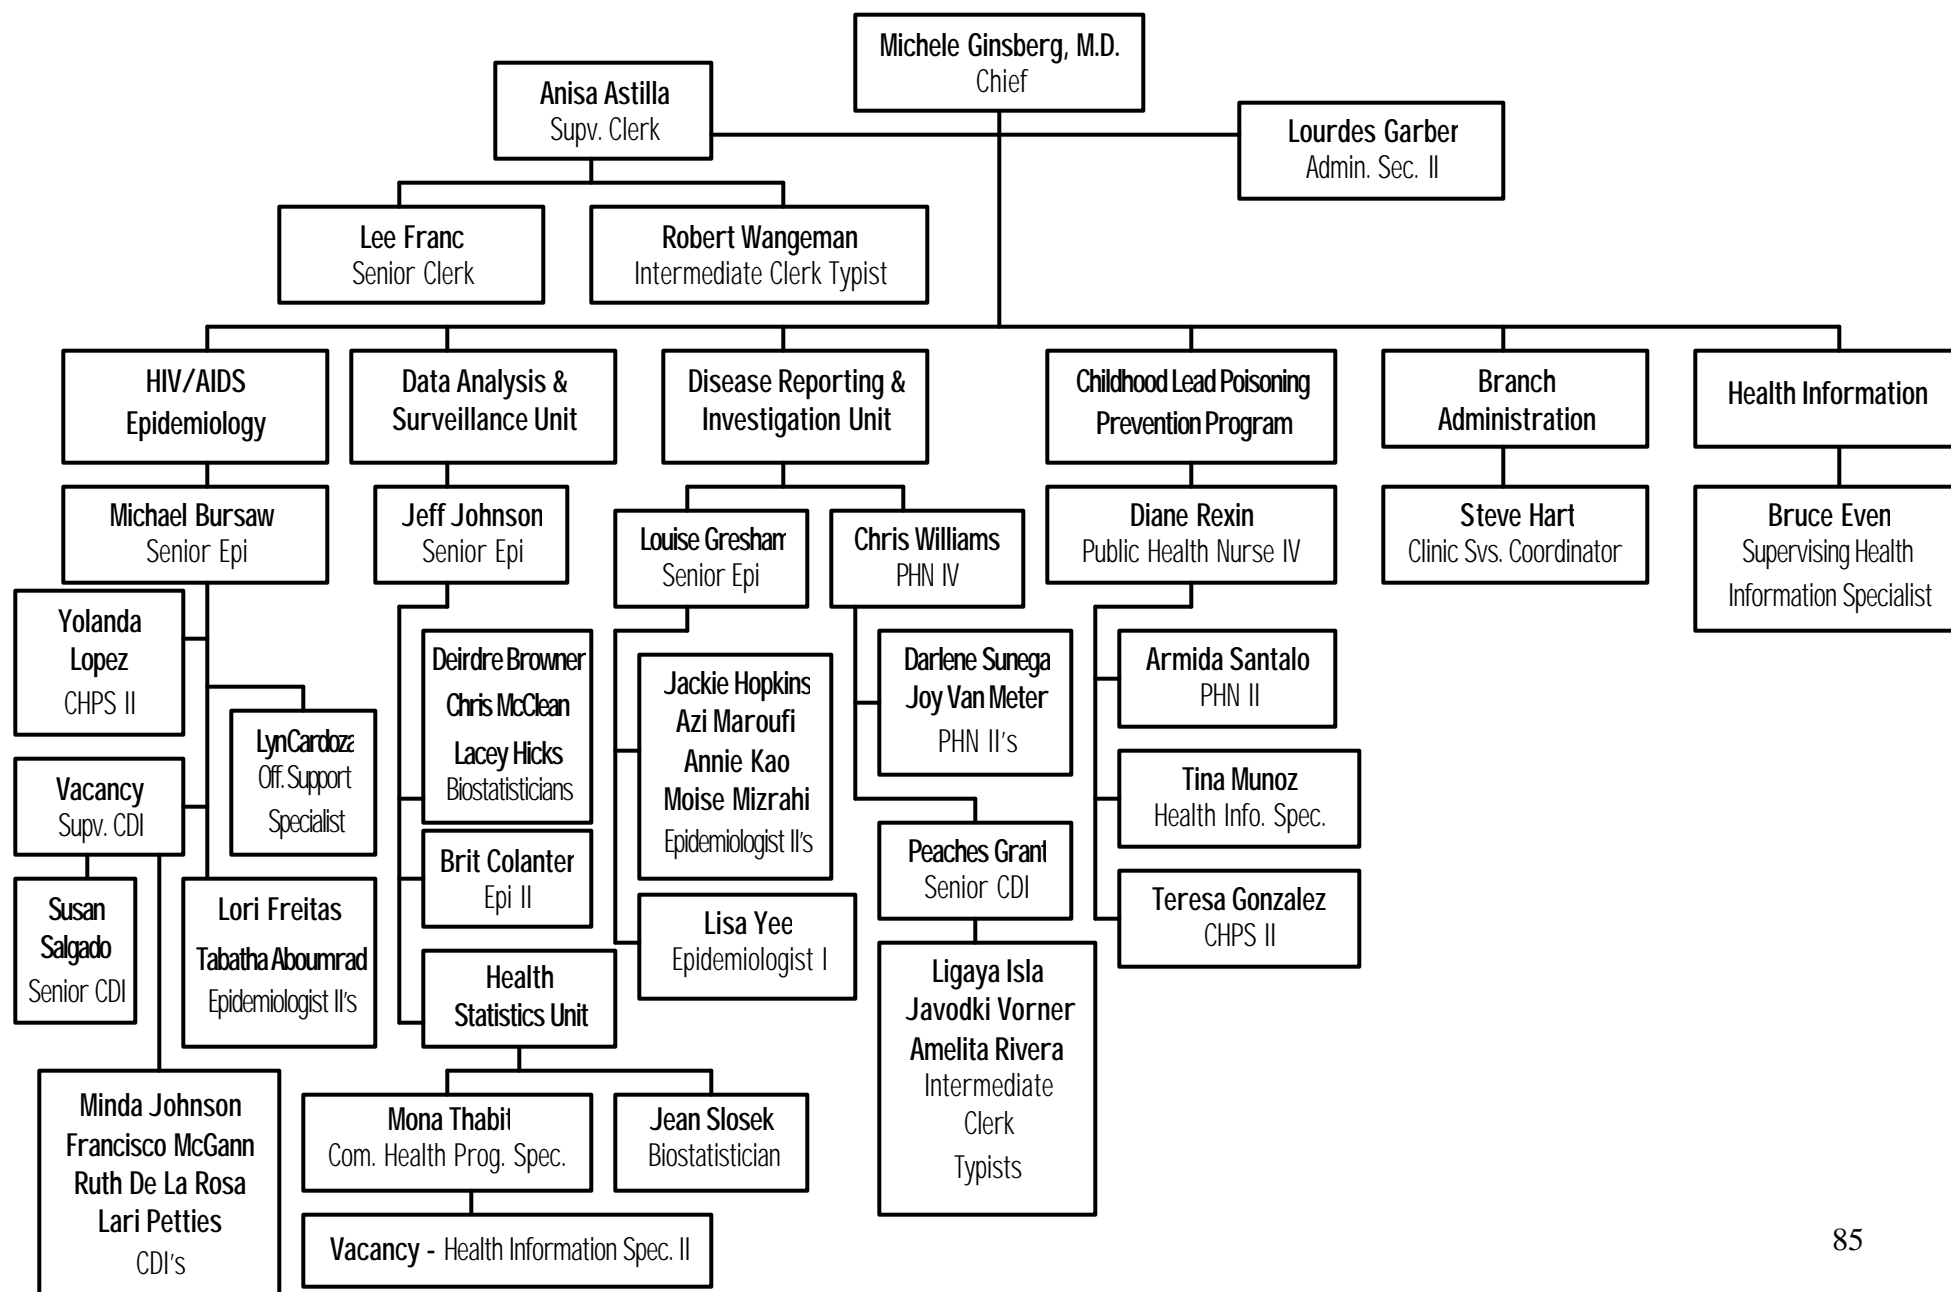 Michele Ginsberg, M.D.
Chief
Anisa Astilla
Supv. Clerk
Lourdes Garber
Admin. Sec. II
Lee Franc
Senior Clerk
Robert Wangeman
Intermediate Clerk Typist
HIV/AIDS
Epidemiology
Data Analysis &
Surveillance Unit
Disease Reporting &
Investigation Unit
Childhood Lead Poisoning
Prevention Program
Branch
Administration
Health Information
Michael Bursaw
Senior Epi
Jeff Johnson
Senior Epi
Louise Gresham
Senior Epi
Chris Williams
PHN IV
Diane Rexin
Public Health Nurse IV
Steve Hart
Clinic Svs. Coordinator
Bruce Even
Supervising Health
Information Specialist
Yolanda
Lopez
CHPS II
Lyn Cardoza
Off. Support
Specialist
Vacancy
Supv. CDI
Susan
Salgado
Senior CDI
Lori Freitas
Tabatha Aboumrad
Epidemiologist II's
Minda Johnson
Francisco McGann
Ruth De La Rosa
Lari Petties
CDI's
Deirdre Browner
Chris McClean
Lacey Hicks
Biostatisticians
Brit Colanter
Epi II
Health
Statistics Unit
Mona Thabit
Com. Health Prog. Spec.
Jean Slosek
Biostatistician
Vacancy - Health Information Spec. II
Jackie Hopkins
Azi Maroufi
Annie Kao
Moise Mizrahi
Epidemiologist II's
Lisa Yee
Epidemiologist I
Darlene Sunega
Joy Van Meter
PHN II's
Peaches Grant
Senior CDI
Ligaya Isla
Javodki Vorner
Amelita Rivera
Intermediate
Clerk
Typists
Armida Santalo
PHN II
Tina Munoz
Health Info. Spec.
Teresa Gonzalez
CHPS II
85